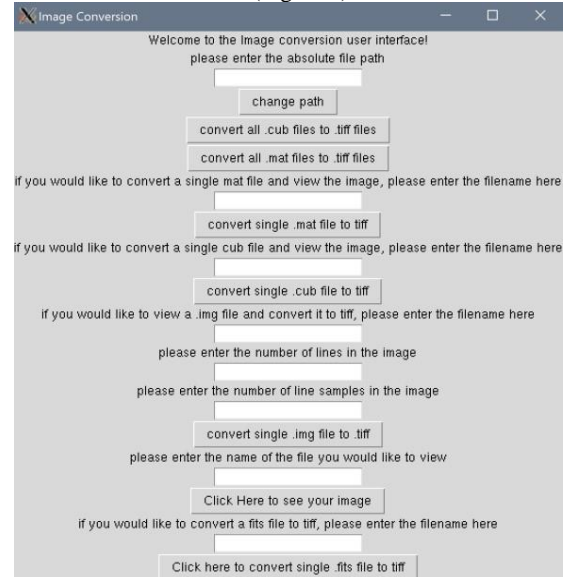 Image Conversion
Welcome to the Image conversion user interface!
please enter the absolute file path
change path
convert all .cub files to .tiff files
convert all .mat files to .tiff files
if you would like to convert a single mat file and view the image, please enter the filename here
convert single .mat file to tiff
if you would like to convert a single cub file and view the image, please enter the filename here
convert single .cub file to tiff
if you would like to view a .img file and convert it to tiff, please enter the filename here
please enter the number of lines in the image
please enter the number of line samples in the image
convert single .img file to .tiff
please enter the name of the file you would like to view
Click Here to see your image
if you would like to convert a fits file to tiff, please enter the filename here
Click here to convert single .fits file to tiff